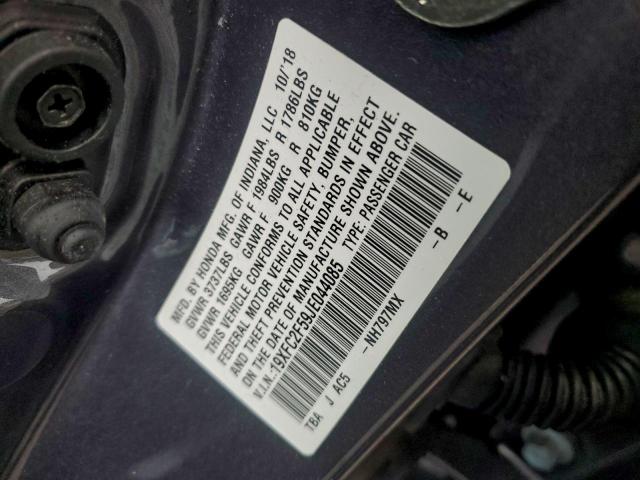 MFD. BY HONDA MFG. OF INDIANA, LLC 10/'18
GVWR 3737LBS GAWR F 1984LBS R 1786LBS
GVWR 1695KG GAWR F 900KG R 810KG
THIS VEHICLE CONFORMS TO ALL APPLICABLE
FEDERAL MOTOR VEHICLE SAFETY, BUMPER,
AND THEFT PREVENTION STANDARDS IN EFFECT
ON THE DATE OF MANUFACTURE SHOWN ABOVE.
V.I.N.:19XFC2F59JE044085 TYPE: PASSENGER CAR
TBA J AC5 -NH797MX -B -E